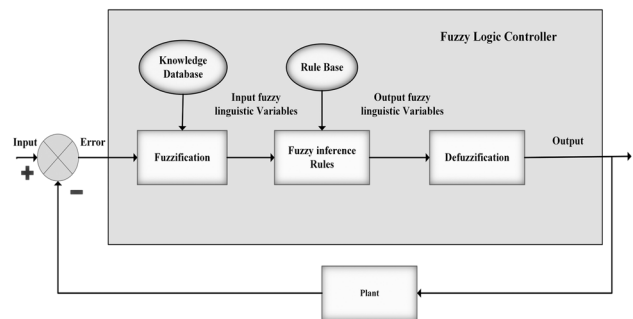 Fuzzy Logic Controller
Knowledge
Database
Rule Base
Input fuzzy
linguistic Variables
Output fuzzy
linguistic Variables
Input
Error
Fuzzification
Fuzzy inference
Rules
Defuzzification
Output
+
−
Plant